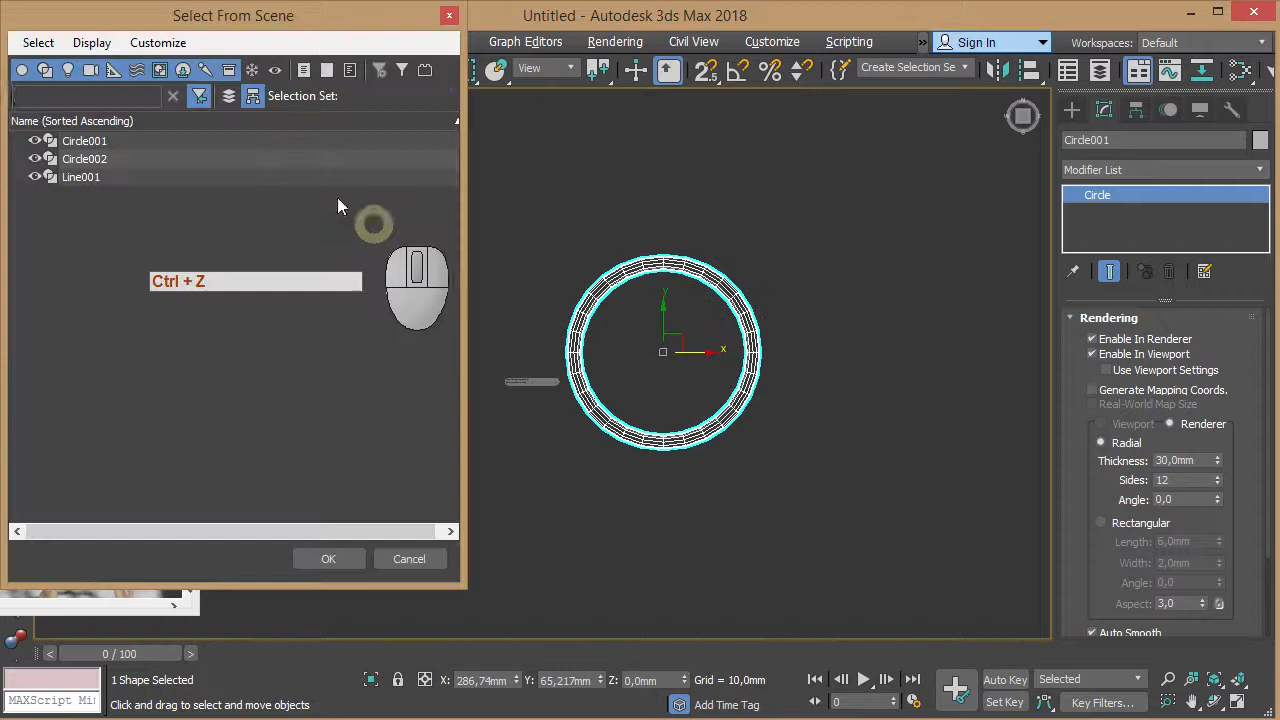 Select From Scene
x
Untitled - Autodesk 3ds Max 2018
Select Display Customize
Graph Editors Rendering Civil View Customize Scripting » Sign In Workspaces: Default
View Create Selection Se
Selection Set:
Name (Sorted Ascending)
Circle001
Circle002
Line001
Ctrl + Z
OK Cancel
y
x
Circle001
Modifier List
Circle
Rendering
Enable In Renderer
Enable In Viewport
Use Viewport Settings
Generate Mapping Coords.
Real-World Map Size
Viewport Renderer
Radial
Thickness: 30,0mm
Sides: 12
Angle: 0,0
Rectangular
Length: 6,0mm
Width: 2,0mm
Angle: 0,0
Aspect: 3,0
Auto Smooth
0 / 100
1 Shape Selected X: 286,74mm Y: 65,217mm Z: 0,0mm Grid = 10,0mm Auto Key Selected
MAXScript Mi Click and drag to select and move objects Add Time Tag 0 Set Key Key Filters...